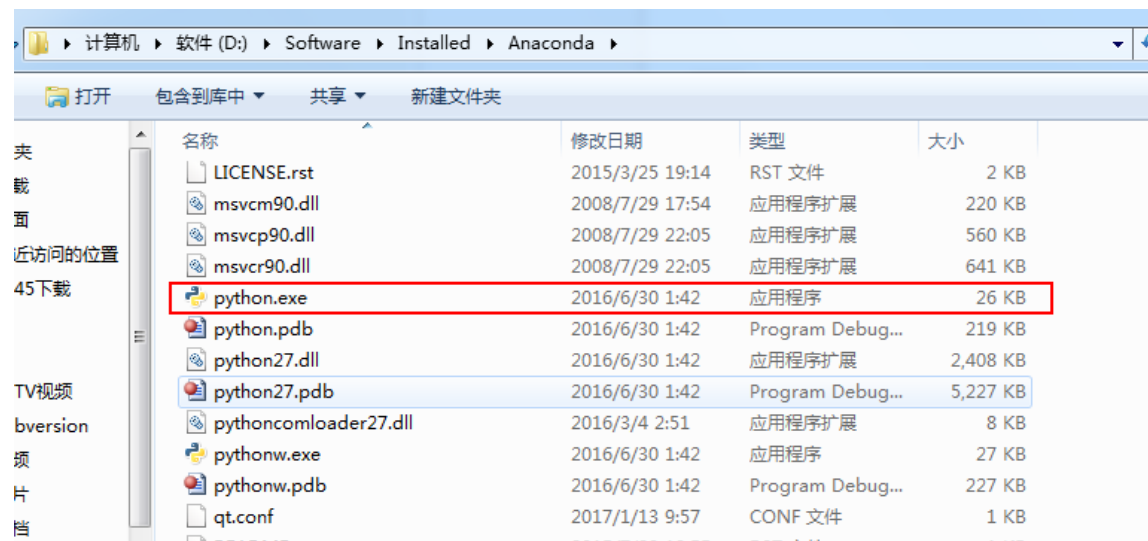 计算机 软件 (D:) Software Installed Anaconda
打开 包含到库中 共享 新建文件夹
名称 修改日期 类型 大小
夹
LICENSE.rst 2015/3/25 19:14 RST 文件 2 KB
载
msvcm90.dll 2008/7/29 17:54 应用程序扩展 220 KB
面
msvcp90.dll 2008/7/29 22:05 应用程序扩展 560 KB
近访问的位置
msvcr90.dll 2008/7/29 22:05 应用程序扩展 641 KB
45下载
python.exe 2016/6/30 1:42 应用程序 26 KB
python.pdb 2016/6/30 1:42 Program Debug... 219 KB
python27.dll 2016/6/30 1:42 应用程序扩展 2,408 KB
TV视频
python27.pdb 2016/6/30 1:42 Program Debug... 5,227 KB
bversion
pythoncomloader27.dll 2016/3/4 2:51 应用程序扩展 8 KB
频
pythonw.exe 2016/6/30 1:42 应用程序 27 KB
片
pythonw.pdb 2016/6/30 1:42 Program Debug... 227 KB
档
qt.conf 2017/1/13 9:57 CONF 文件 1 KB